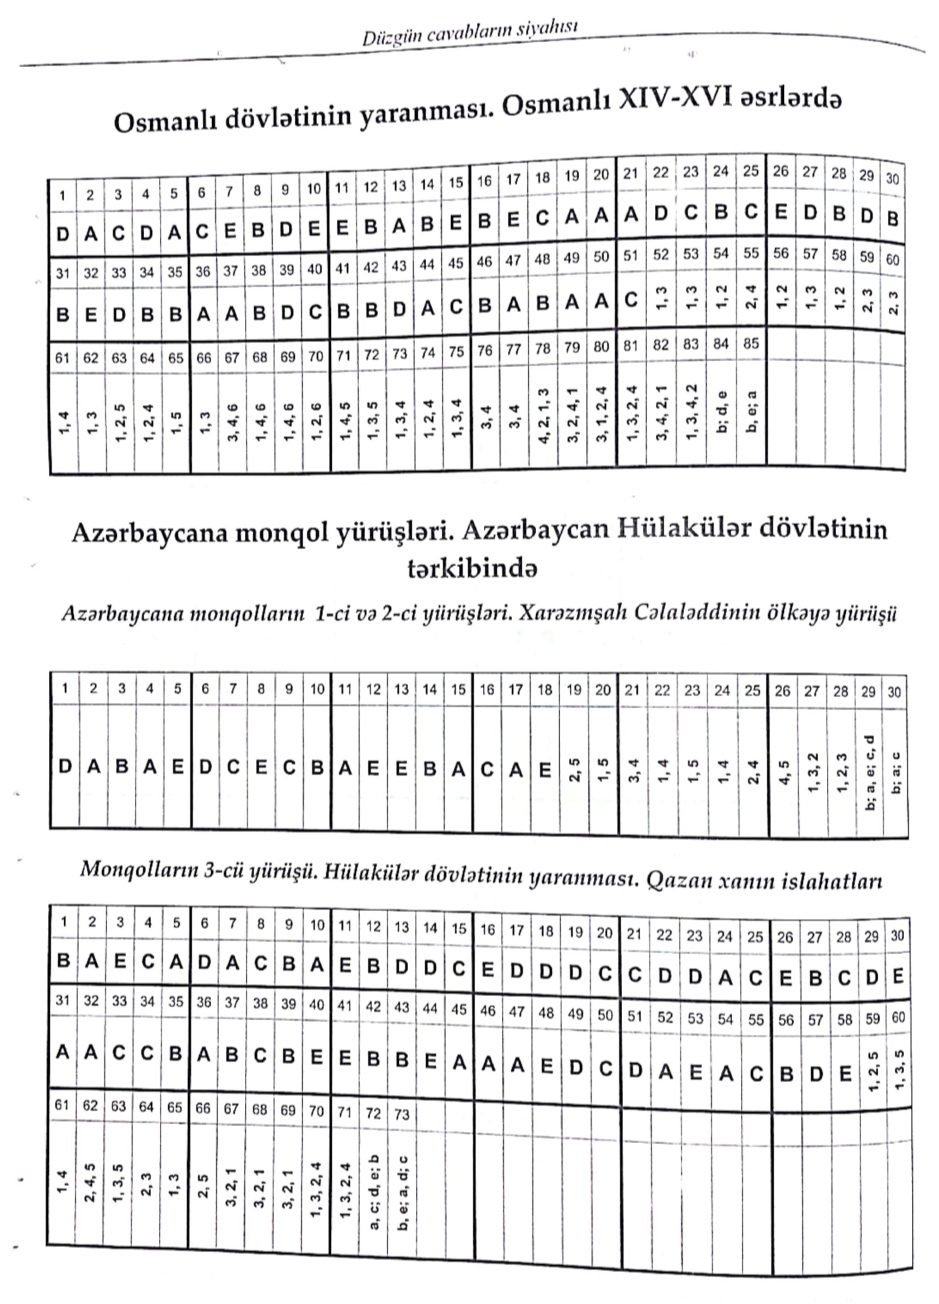 Düzgün cavabların siyahısı
Osmanlı dövlətinin yaranması. Osmanlı XIV-XVI əsrlərdə
1 2 3 4 5 6 7 8 9 10 11 12 13 14 15 16 17 18 19 20 21 22 23 24 25 26 27 28 29 30
D A C D A C E B D E E B A B E B E C A A A D C B C E D B D B
31 32 33 34 35 36 37 38 39 40 41 42 43 44 45 46 47 48 49 50 51 52 53 54 55 56 57 58 59 60
B E D B B A A B D C B B D A C B A B A A C 1, 3 1, 3 1, 2 2, 4 1, 2 1, 3 1, 2 2, 3 2, 3
61 62 63 64 65 66 67 68 69 70 71 72 73 74 75 76 77 78 79 80 81 82 83 84 85
1, 4 1, 3 1, 2, 5 1, 2, 4 1, 5 1, 3 3, 4, 6 1, 4, 6 1, 4, 6 1, 2, 6 1, 4, 5 1, 3, 5 1, 3, 4 1, 2, 4 1, 3, 4 3, 4 3, 4 4, 2, 1, 3 3, 2, 4, 1 3, 1, 2, 4 1, 3, 2, 4 3, 4, 2, 1 1, 3, 4, 2 b; d, e b, e; a
Azərbaycana monqol yürüşləri. Azərbaycan Hülakülər dövlətinin
tərkibində
Azərbaycana monqolların 1-ci və 2-ci yürüşləri. Xarəzmşah Cəlaləddinin ölkəyə yürüşü
1 2 3 4 5 6 7 8 9 10 11 12 13 14 15 16 17 18 19 20 21 22 23 24 25 26 27 28 29 30
D A B A E D C E C B A E E B A C A E 2, 5 1, 5 3, 4 1, 4 1, 5 1, 4 2, 4 4, 5 1, 3, 2 1, 2, 3 b; a, e; c, d b; a; c
Monqolların 3-cü yürüşü. Hülakülər dövlətinin yaranması. Qazan xanın islahatları
1 2 3 4 5 6 7 8 9 10 11 12 13 14 15 16 17 18 19 20 21 22 23 24 25 26 27 28 29 30
B A E C A D A C B A E B D D C E D D D C C D D A C E B C D E
31 32 33 34 35 36 37 38 39 40 41 42 43 44 45 46 47 48 49 50 51 52 53 54 55 56 57 58 59 60
A A C C B A B C B E E B B E A A A E D C D A E A C B D E 1, 2, 5 1, 3, 5
61 62 63 64 65 66 67 68 69 70 71 72 73
1, 4 2, 4, 5 1, 3, 5 2, 3 1, 3 2, 5 3, 2, 1 3, 2, 1 3, 2, 1 1, 3, 2, 4 1, 3, 2, 4 a, c; d, e; b b, e; a, d; c